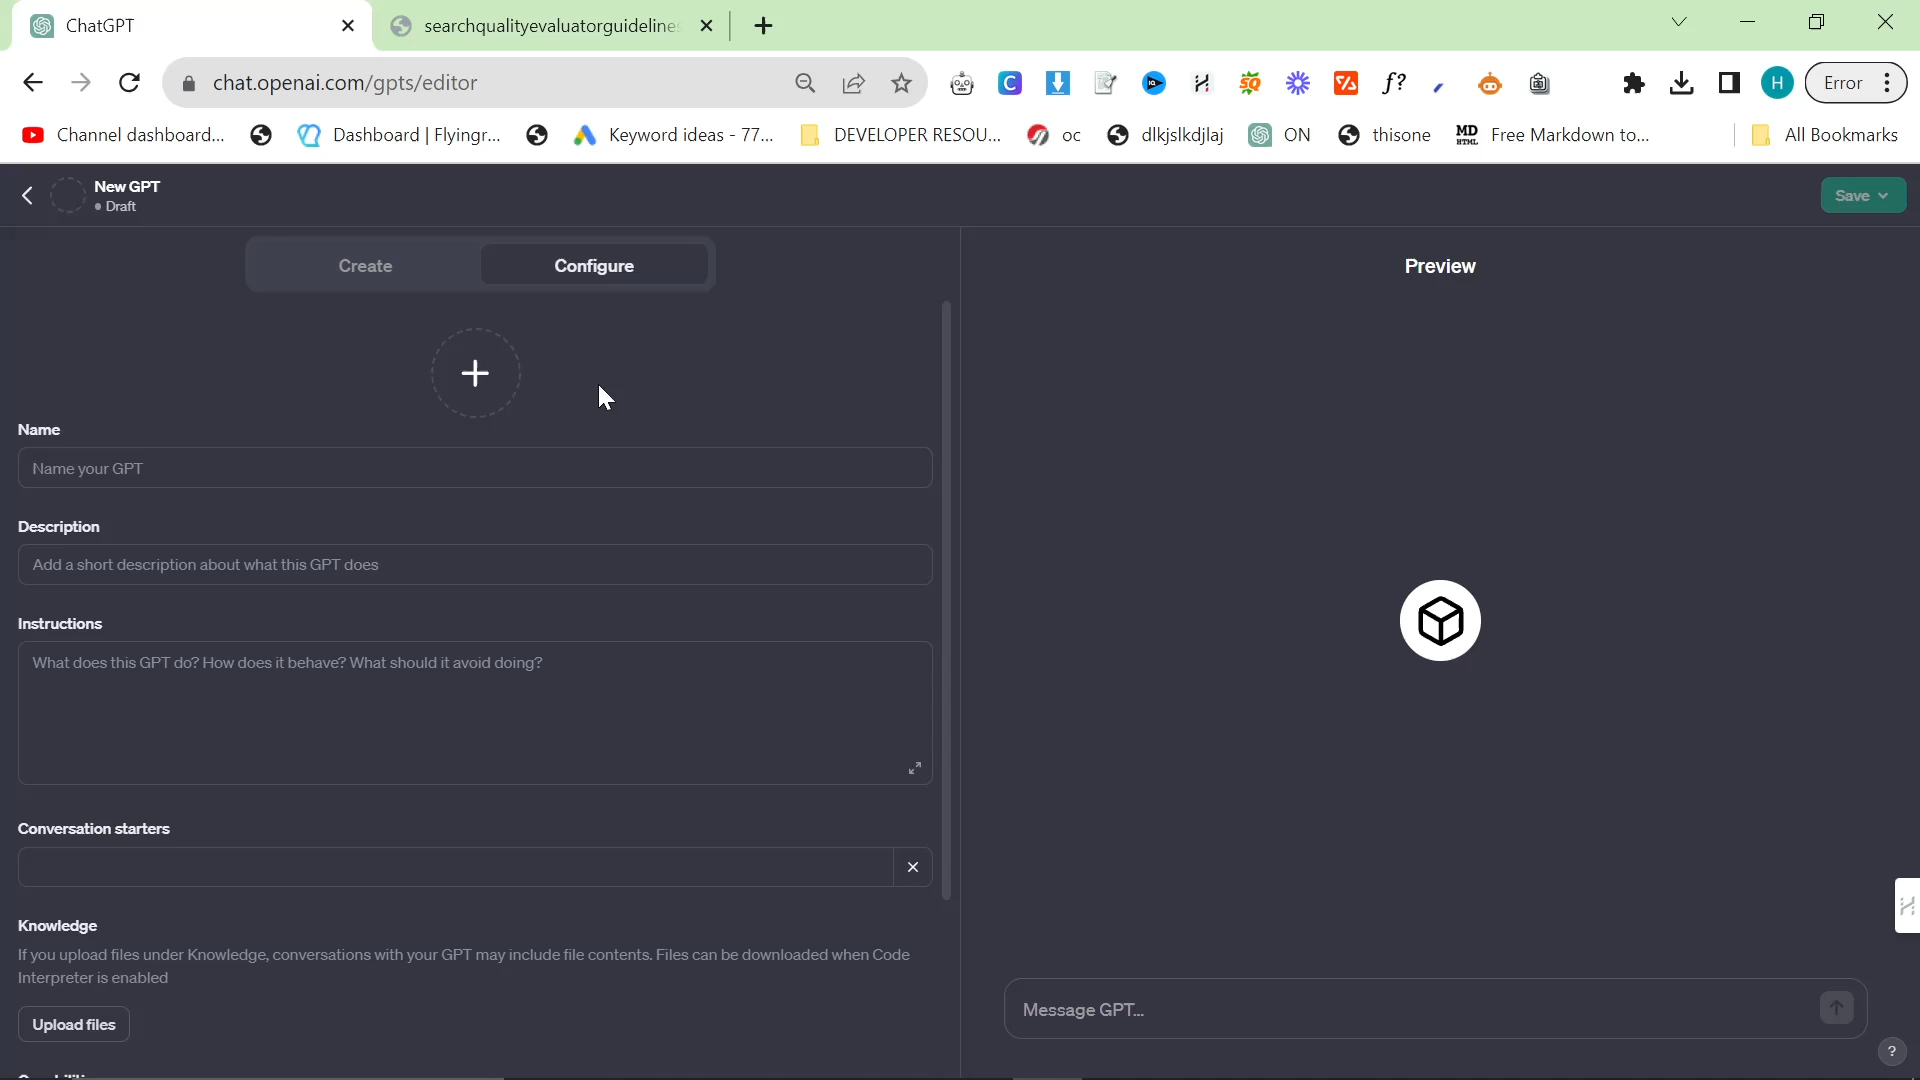 ChatGPT
searchqualityevaluatorguidelines
chat.openai.com/gpts/editor
Error
Channel dashboard...
Dashboard | Flyingr...
Keyword ideas - 77...
DEVELOPER RESOU...
oc
dlkjslkdjlaj
ON
thisone
Free Markdown to...
All Bookmarks
New GPT
Draft
Save
Create
Configure
Preview
Name
Name your GPT
Description
Add a short description about what this GPT does
Instructions
What does this GPT do? How does it behave? What should it avoid doing?
Conversation starters
Knowledge
If you upload files under Knowledge, conversations with your GPT may include file contents. Files can be downloaded when Code
Interpreter is enabled
Upload files
Message GPT...
?